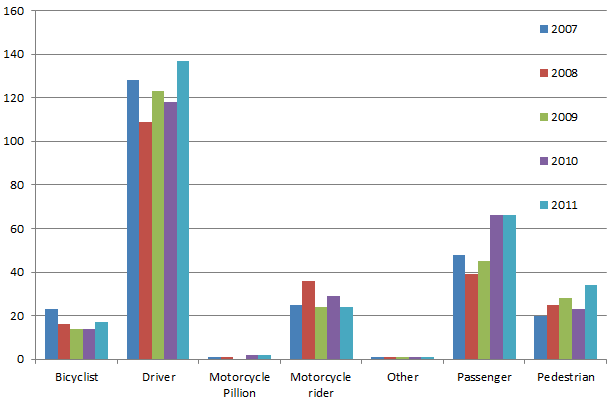 160
140
120
100
80
60
40
20
0
2007
2008
2009
2010
2011
Bicyclist
Driver
Motorcycle
Pillion
Motorcycle
rider
Other
Passenger
Pedestrian